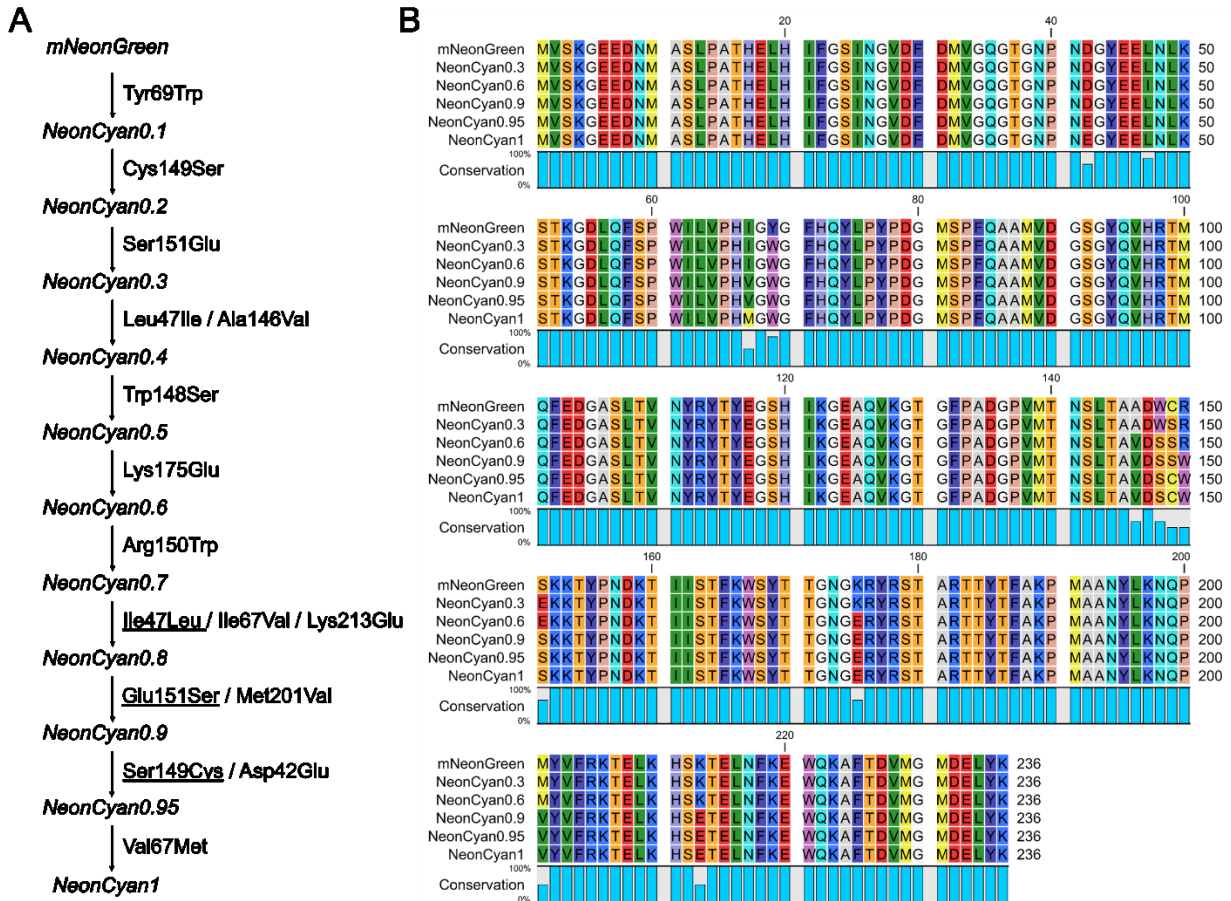 A
mNeonGreen
Tyr69Trp
NeonCyan0.1
Cys149Ser
NeonCyan0.2
Ser151Glu
NeonCyan0.3
Leu47Ile / Ala146Val
NeonCyan0.4
Trp148Ser
NeonCyan0.5
Lys175Glu
NeonCyan0.6
Arg150Trp
NeonCyan0.7
Ile47Leu / Ile67Val / Lys213Glu
NeonCyan0.8
Glu151Ser / Met201Val
NeonCyan0.9
Ser149Cys / Asp42Glu
NeonCyan0.95
Val67Met
NeonCyan1
B
20 40
mNeonGreen MVSKGEEDNM ASLPATHELH IFGSINGVDF DMVGQGTGNP NDGYEELNLK 50
NeonCyan0.3 MVSKGEEDNM ASLPATHELH IFGSINGVDF DMVGQGTGNP NDGYEELNLK 50
NeonCyan0.6 MVSKGEEDNM ASLPATHELH IFGSINGVDF DMVGQGTGNP NDGYEEINLK 50
NeonCyan0.9 MVSKGEEDNM ASLPATHELH IFGSINGVDF DMVGQGTGNP NDGYEELNLK 50
NeonCyan0.95 MVSKGEEDNM ASLPATHELH IFGSINGVDF DMVGQGTGNP NEGYEELNLK 50
NeonCyan1 MVSKGEEDNM ASLPATHELH IFGSINGVDF DMVGQGTGNP NEGYEELNLK 50
100%
Conservation
0%
60 80 100
mNeonGreen STKGDLQFSP WILVPHIGYG FHQYLPYPDG MSPFQAAMVD GSGYQVHRTM 100
NeonCyan0.3 STKGDLQFSP WILVPHIGWG FHQYLPYPDG MSPFQAAMVD GSGYQVHRTM 100
NeonCyan0.6 STKGDLQFSP WILVPHIGWG FHQYLPYPDG MSPFQAAMVD GSGYQVHRTM 100
NeonCyan0.9 STKGDLQFSP WILVPHVGWG FHQYLPYPDG MSPFQAAMVD GSGYQVHRTM 100
NeonCyan0.95 STKGDLQFSP WILVPHVGWG FHQYLPYPDG MSPFQAAMVD GSGYQVHRTM 100
NeonCyan1 STKGDLQFSP WILVPHMGWG FHQYLPYPDG MSPFQAAMVD GSGYQVHRTM 100
100%
Conservation
0%
120 140
mNeonGreen QFEDGASLTV NYRYTYEGSH IKGEAQVKGT GFPADGPVMT NSLTAADWCR 150
NeonCyan0.3 QFEDGASLTV NYRYTYEGSH IKGEAQVKGT GFPADGPVMT NSLTAADWSR 150
NeonCyan0.6 QFEDGASLTV NYRYTYEGSH IKGEAQVKGT GFPADGPVMT NSLTAVDSSR 150
NeonCyan0.9 QFEDGASLTV NYRYTYEGSH IKGEAQVKGT GFPADGPVMT NSLTAVDSSW 150
NeonCyan0.95 QFEDGASLTV NYRYTYEGSH IKGEAQVKGT GFPADGPVMT NSLTAVDSCW 150
NeonCyan1 QFEDGASLTV NYRYTYEGSH IKGEAQVKGT GFPADGPVMT NSLTAVDSCW 150
100%
Conservation
0%
160 180 200
mNeonGreen SKKTYPNDKT IISTFKWSYT TGNGKRYRST ARTTYTFAKP MAANYLKNQP 200
NeonCyan0.3 EKKTYPNDKT IISTFKWSYT TGNGKRYRST ARTTYTFAKP MAANYLKNQP 200
NeonCyan0.6 EKKTYPNDKT IISTFKWSYT TGNGERYRST ARTTYTFAKP MAANYLKNQP 200
NeonCyan0.9 SKKTYPNDKT IISTFKWSYT TGNGERYRST ARTTYTFAKP MAANYLKNQP 200
NeonCyan0.95 SKKTYPNDKT IISTFKWSYT TGNGERYRST ARTTYTFAKP MAANYLKNQP 200
NeonCyan1 SKKTYPNDKT IISTFKWSYT TGNGERYRST ARTTYTFAKP MAANYLKNQP 200
100%
Conservation
0%
220
mNeonGreen MYVFRKTELK HSKTELNFKE WQKAFTDVMG MDELYK 236
NeonCyan0.3 MYVFRKTELK HSKTELNFKE WQKAFTDVMG MDELYK 236
NeonCyan0.6 MYVFRKTELK HSKTELNFKE WQKAFTDVMG MDELYK 236
NeonCyan0.9 VYVFRKTELK HSETELNFKE WQKAFTDVMG MDELYK 236
NeonCyan0.95 VYVFRKTELK HSETELNFKE WQKAFTDVMG MDELYK 236
NeonCyan1 VYVFRKTELK HSETELNFKE WQKAFTDVMG MDELYK 236
100%
Conservation
0%